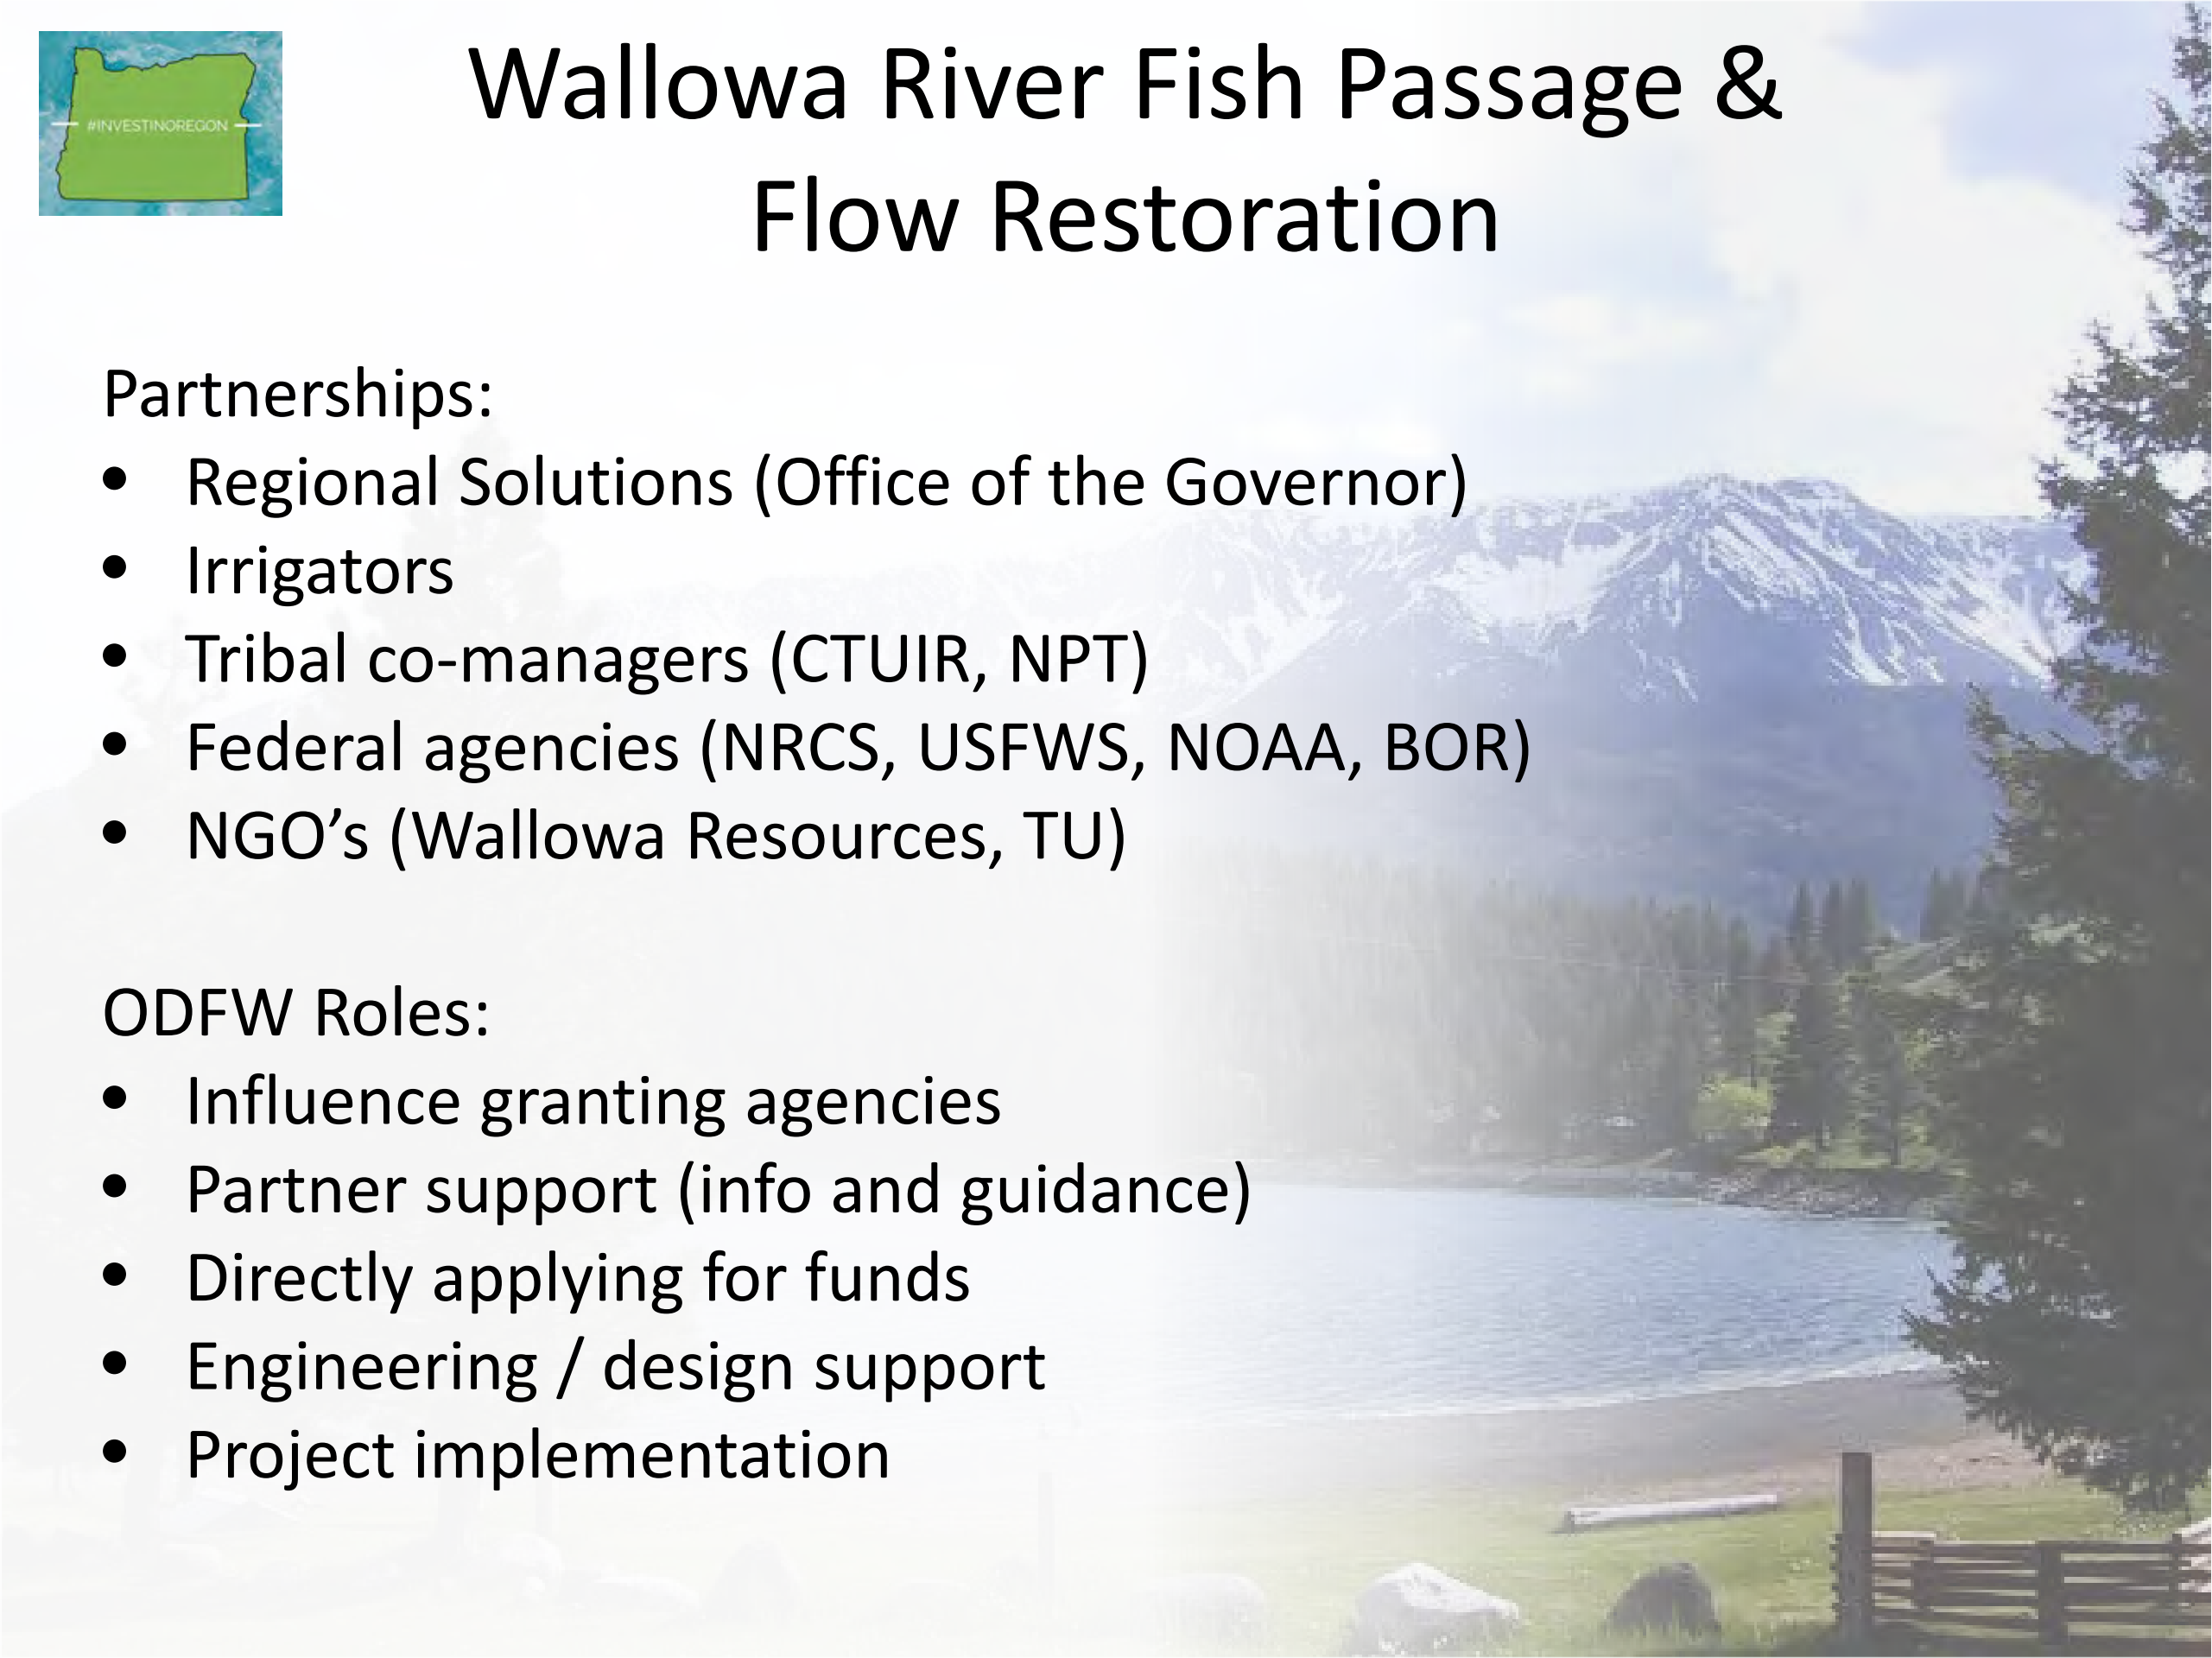 #INVESTINOREGON
Wallowa River Fish Passage &
Flow Restoration
Partnerships:
• Regional Solutions (Office of the Governor)
• Irrigators
• Tribal co-managers (CTUIR, NPT)
• Federal agencies (NRCS, USFWS, NOAA, BOR)
• NGO’s (Wallowa Resources, TU)
ODFW Roles:
• Influence granting agencies
• Partner support (info and guidance)
• Directly applying for funds
• Engineering / design support
• Project implementation